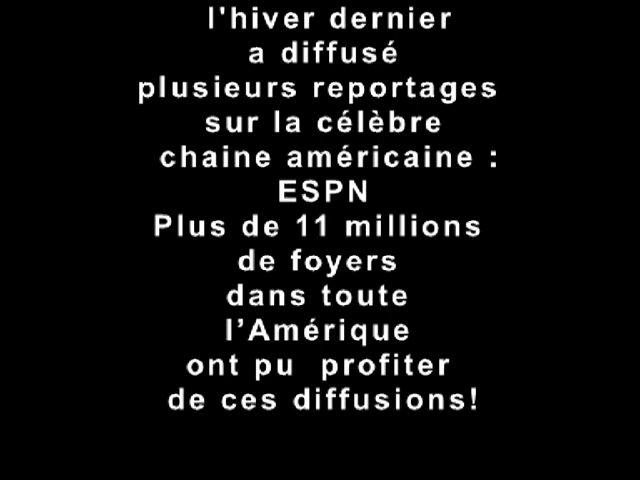 l'hiver dernier
a diffusé
plusieurs reportages
sur la célèbre
chaine américaine :
ESPN
Plus de 11 millions
de foyers
dans toute
l’Amérique
ont pu  profiter
de ces diffusions!